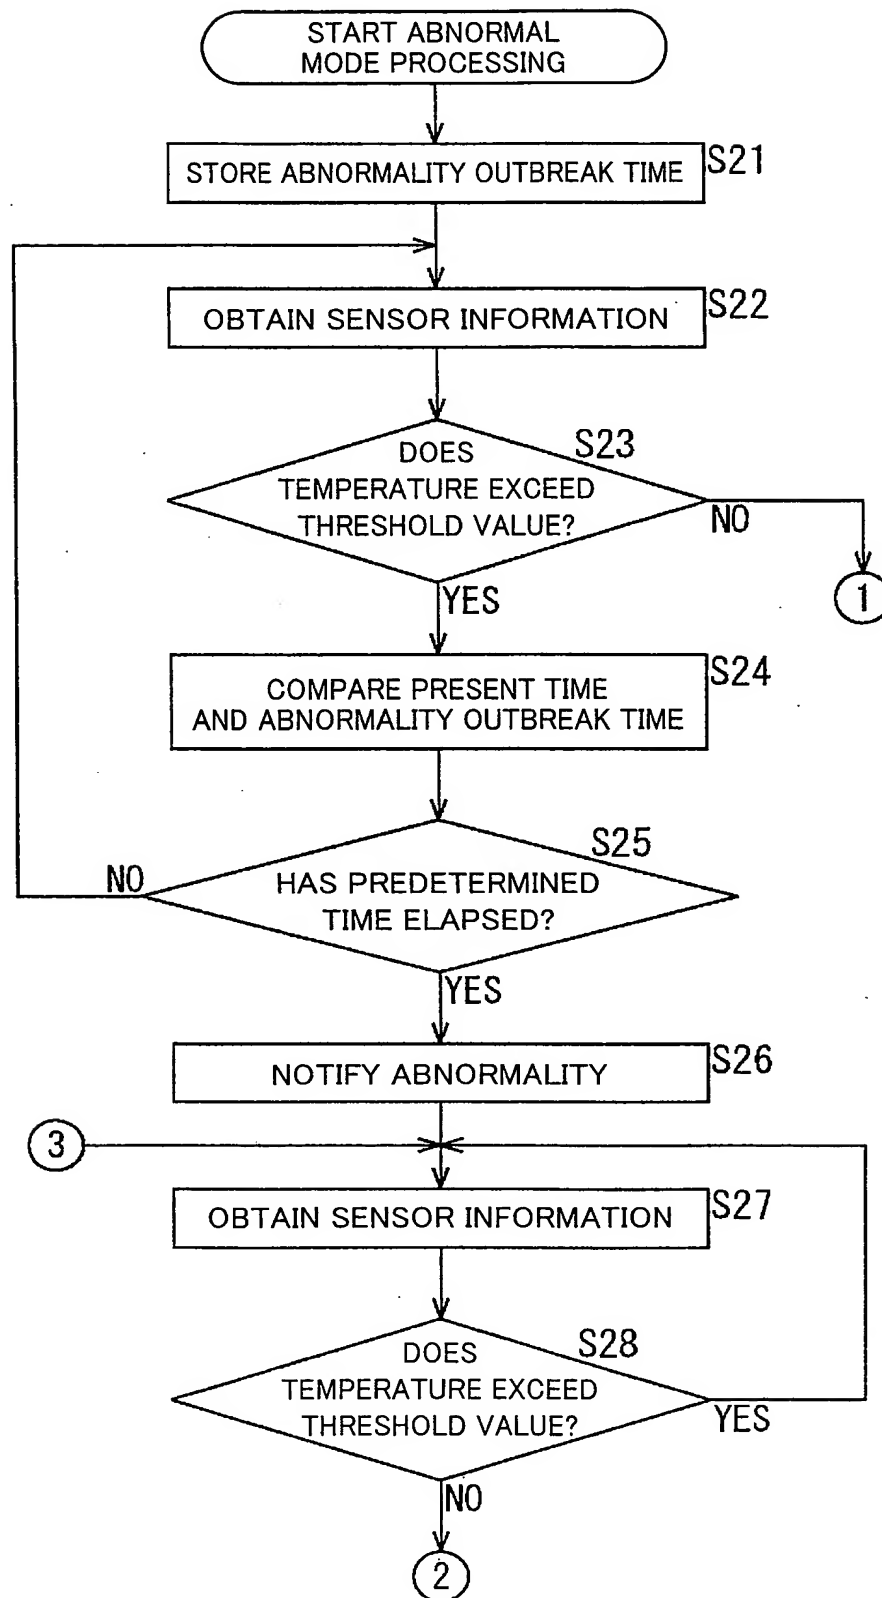 START ABNORMAL
MODE PROCESSING
S21
STORE ABNORMALITY OUTBREAK TIME
S22
OBTAIN SENSOR INFORMATION
S23
DOES
TEMPERATURE EXCEED
THRESHOLD VALUE?
NO
1
YES
S24
COMPARE PRESENT TIME
AND ABNORMALITY OUTBREAK TIME
S25
NO
HAS PREDETERMINED
TIME ELAPSED?
YES
S26
NOTIFY ABNORMALITY
3
S27
OBTAIN SENSOR INFORMATION
S28
DOES
TEMPERATURE EXCEED
THRESHOLD VALUE?
YES
NO
2